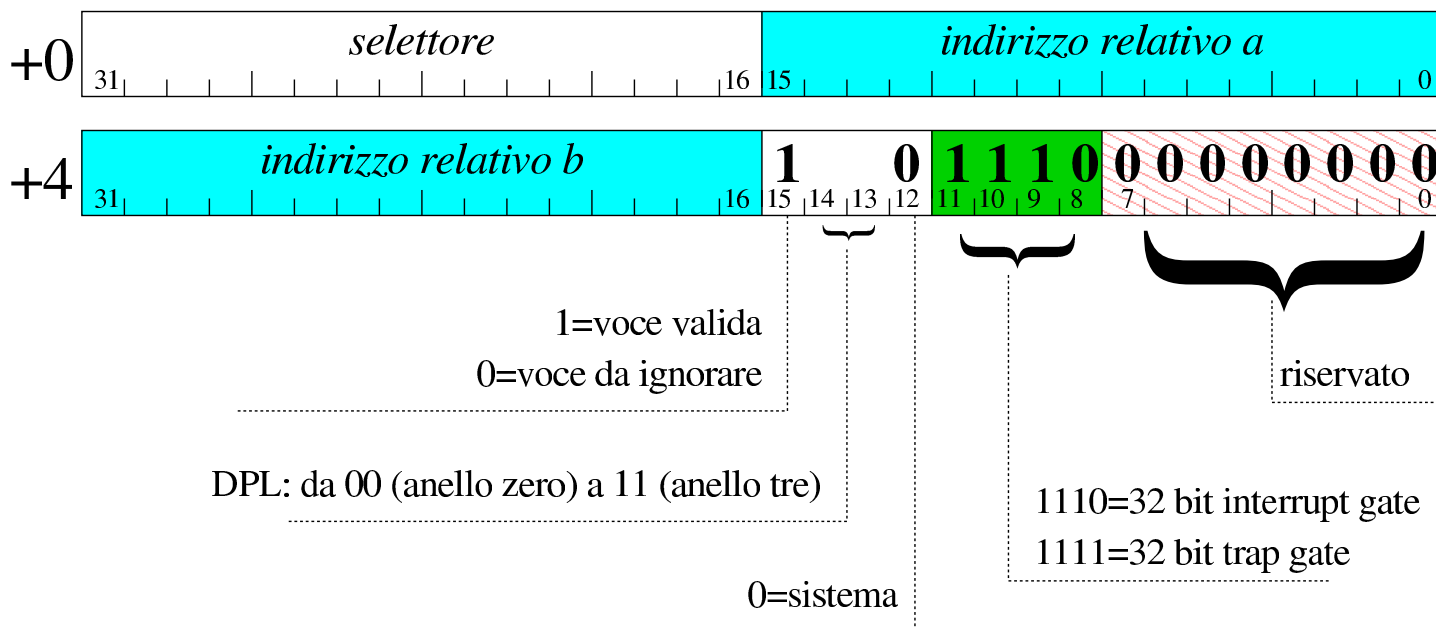 selettore indirizzo relativo a
+0
31 16 15 0
indirizzo relativo b 1 0 1 1 1 0 0 0 0 0 0 0 0 0
+4
31 16 15 14 13 12 11 10 9 8 7 0
1=voce valida
0=voce da ignorare
riservato
DPL: da 00 (anello zero) a 11 (anello tre)
1110=32 bit interrupt gate
1111=32 bit trap gate
0=sistema